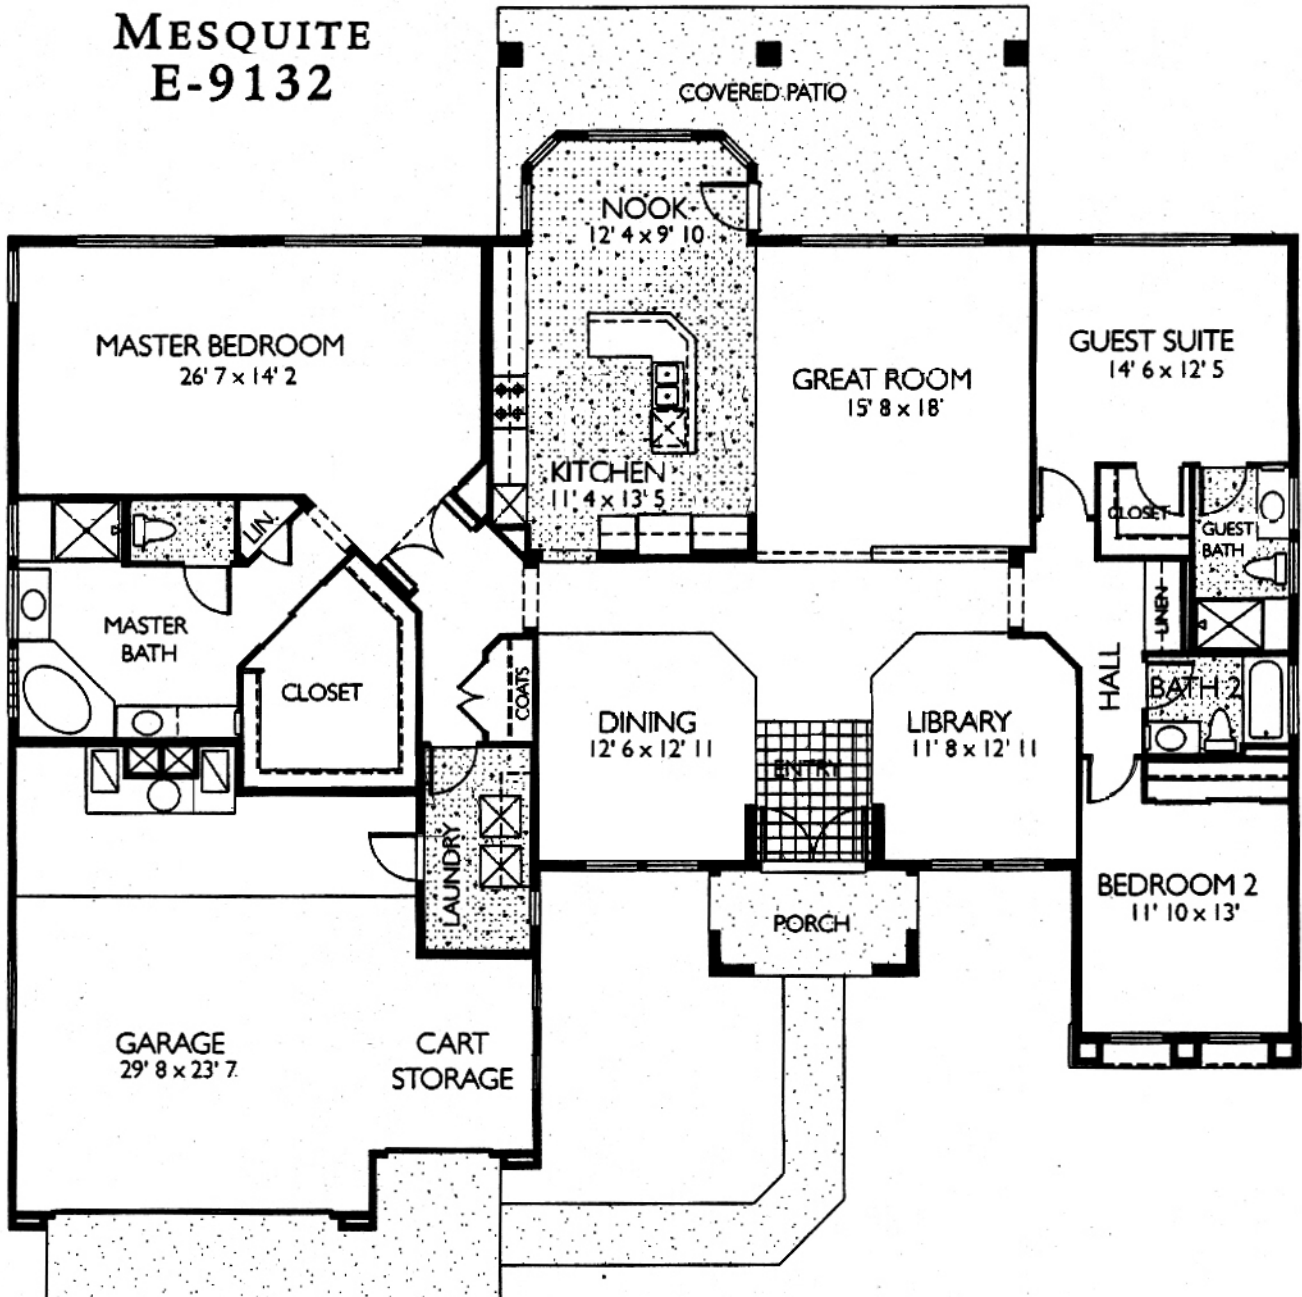 MESQUITE
E-9132
COVERED PATIO
NOOK
12' 4 x 9' 10
MASTER BEDROOM
26' 7 x 14' 2
GREAT ROOM
15' 8 x 18'
GUEST SUITE
14' 6 x 12' 5
KITCHEN
11' 4 x 13' 5
LIN.
CLOSET
GUEST
BATH
MASTER
BATH
LINEN
CLOSET
COATS
HALL
BATH 2
DINING
12' 6 x 12' 11
LIBRARY
11' 8 x 12' 11
ENTRY
LAUNDRY
BEDROOM 2
11' 10 x 13'
PORCH
GARAGE
29' 8 x 23' 7
CART
STORAGE